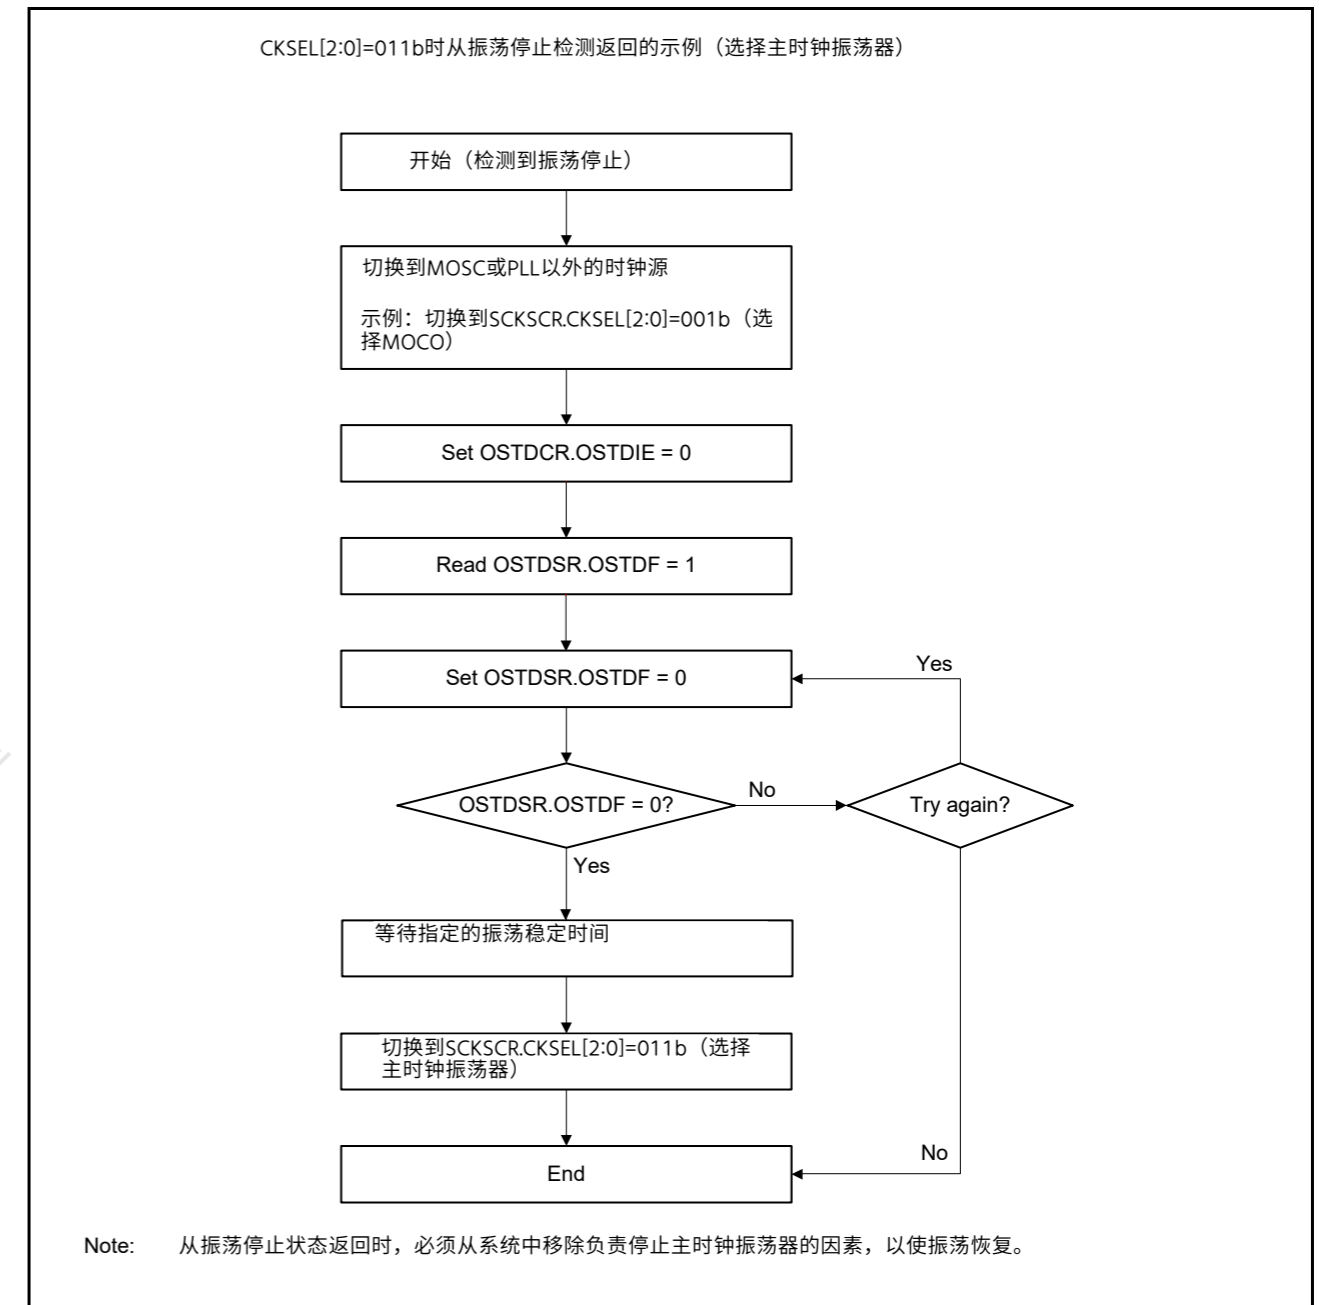 CKSEL[2:0]=011b时从振荡停止检测返回的示例（选择主时钟振荡器）
开始（检测到振荡停止）
切换到MOSC或PLL以外的时钟源
示例：切换到SCKSCR.CKSEL[2:0]=001b（选
择MOCO）
Set OSTDCR.OSTDIE = 0
Read OSTDSR.OSTDF = 1
Set OSTDSR.OSTDF = 0
Yes
OSTDSR.OSTDF = 0?
No
Try again?
Yes
等待指定的振荡稳定时间
切换到SCKSCR.CKSEL[2:0]=011b（选择
主时钟振荡器）
No
End
Note: 从振荡停止状态返回时，必须从系统中移除负责停止主时钟振荡器的因素，以使振荡恢复。